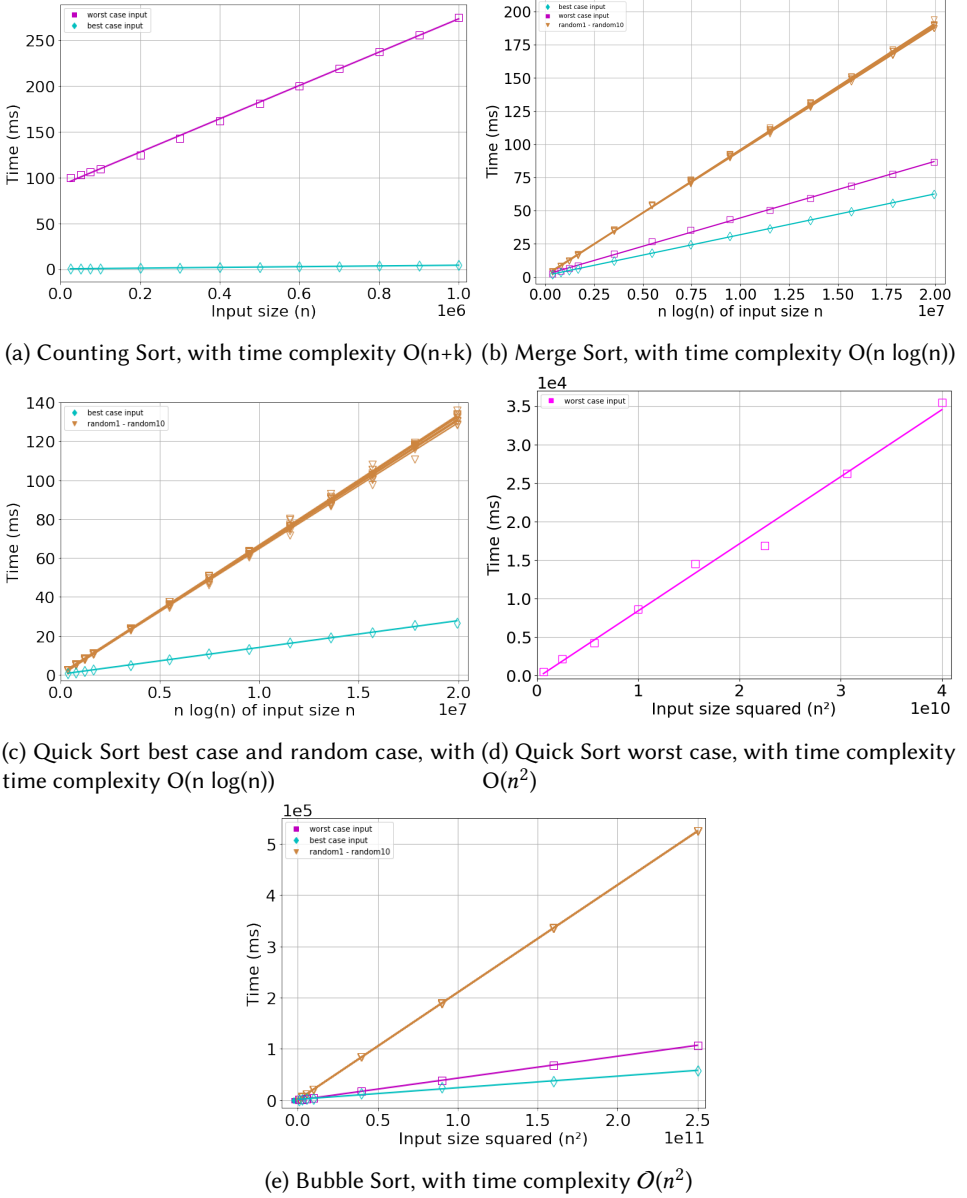 worst case input
best case input
250
200
150
100
50
0
Time (ms)
0.0 0.2 0.4 0.6 0.8 1.0
Input size (n) 1e6
(a) Counting Sort, with time complexity O(n+k)
best case input
worst case input
random1 - random10
200
175
150
125
100
75
50
25
0
Time (ms)
0.00 0.25 0.50 0.75 1.00 1.25 1.50 1.75 2.00
n log(n) of input size n 1e7
(b) Merge Sort, with time complexity O(n log(n))
best case input
random1 - random10
140
120
100
80
60
40
20
0
Time (ms)
0.0 0.5 1.0 1.5 2.0
n log(n) of input size n 1e7
(c) Quick Sort best case and random case, with
time complexity O(n log(n))
1e4
worst case input
3.5
3.0
2.5
2.0
1.5
1.0
0.5
0.0
Time (ms)
0 1 2 3 4
Input size squared (n²) 1e10
(d) Quick Sort worst case, with time complexity
O(n²)
1e5
worst case input
best case input
random1 - random10
5
4
3
2
1
0
Time (ms)
0.0 0.5 1.0 1.5 2.0 2.5
Input size squared (n²) 1e11
(e) Bubble Sort, with time complexity O(n²)